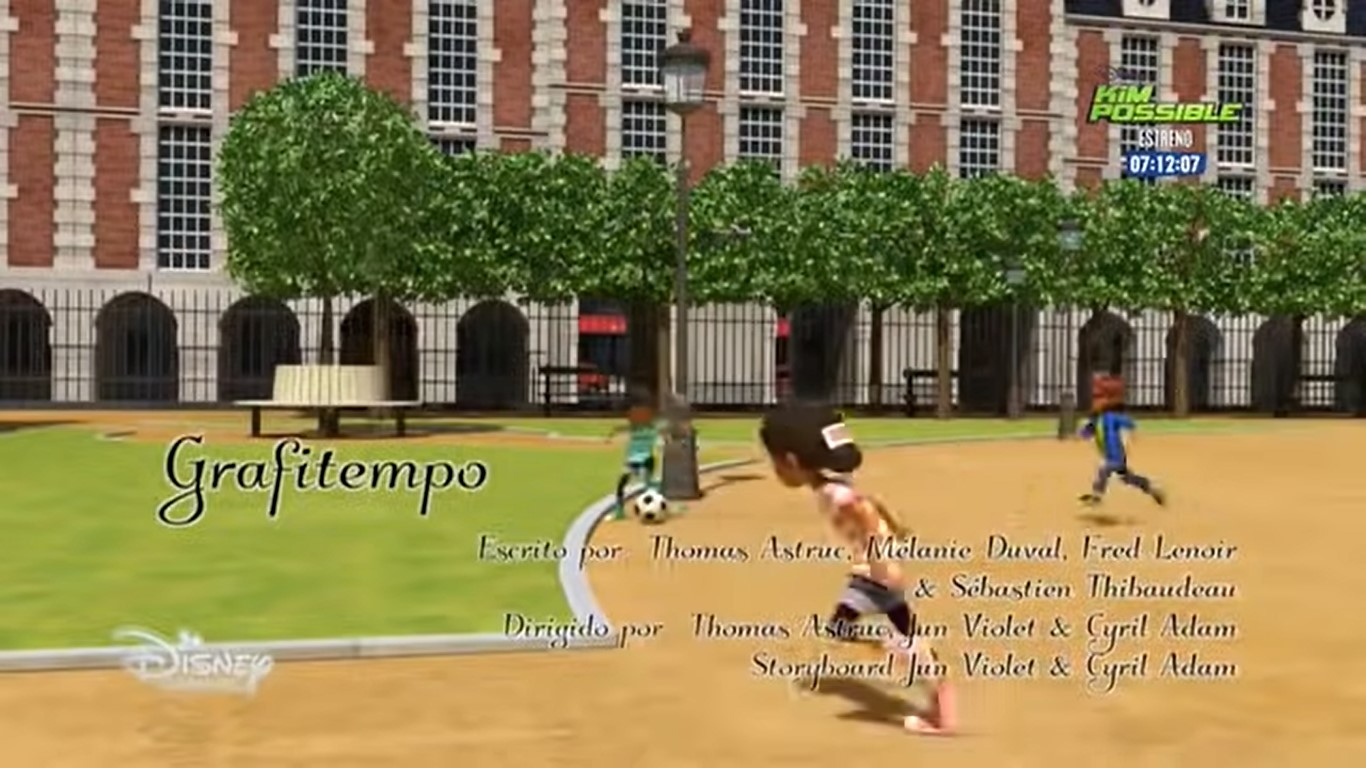 KIM
POSSIBLE
ESTRENO
07:12:07
Grafitempo
Escrito por Thomas Astruc, Mélanie Duval, Fred Lenoir
& Sébastien Thibaudeau
Dirigido por Thomas Astruc, Jun Violet & Cyril Adam
Storyboard Jun Violet & Cyril Adam
Disney